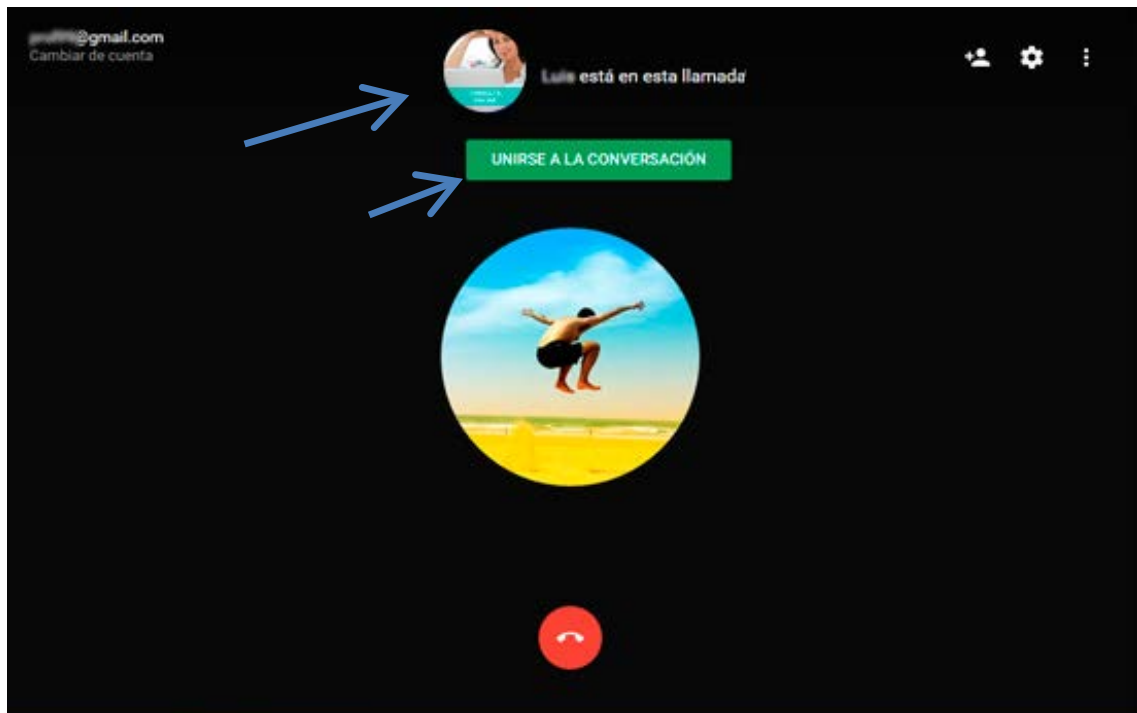 @gmail.com
Cambiar de cuenta
está en esta llamada
UNIRSE A LA CONVERSACIÓN